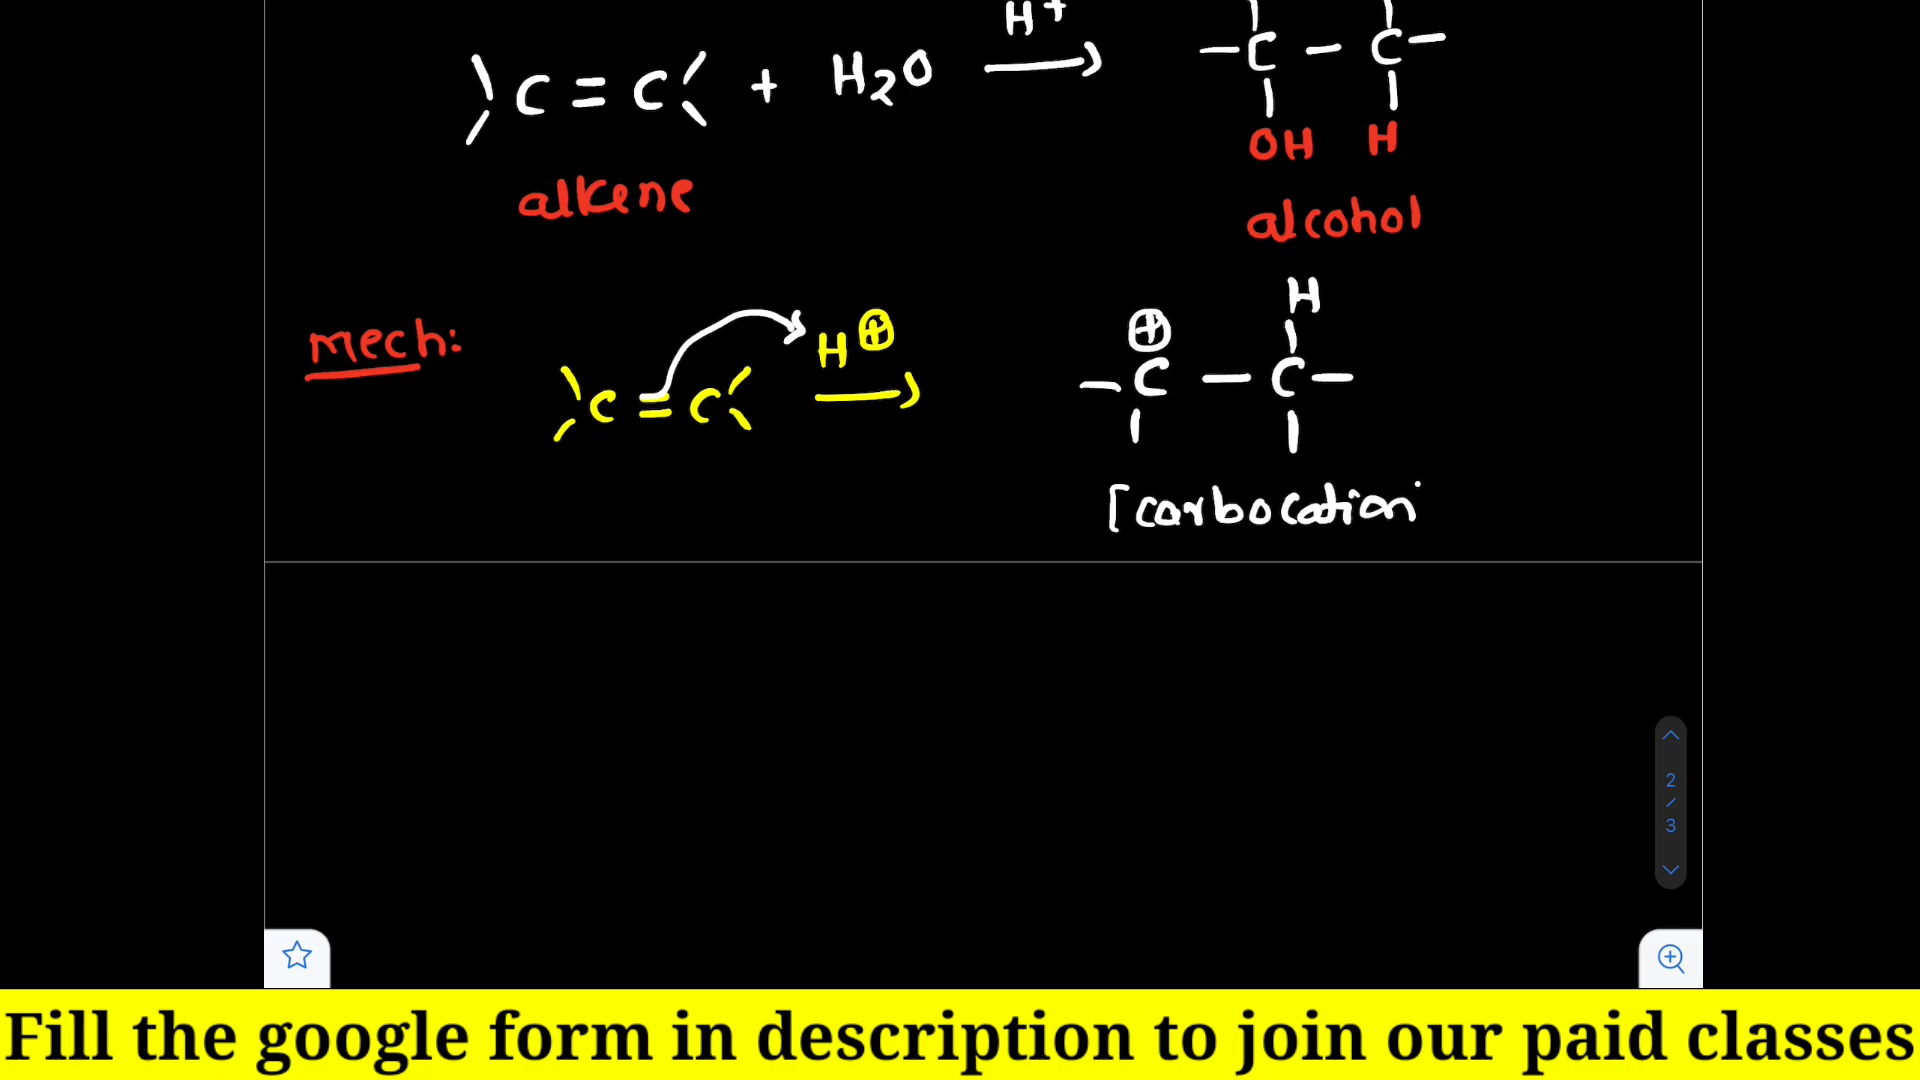 H+
C = C + H2O → - C - C -
OH H
alkene
alcohol
H
mech: C = C H⊕ → - C⊕ - C -
[carbocation
2
/
3
Fill the google form in description to join our paid classes